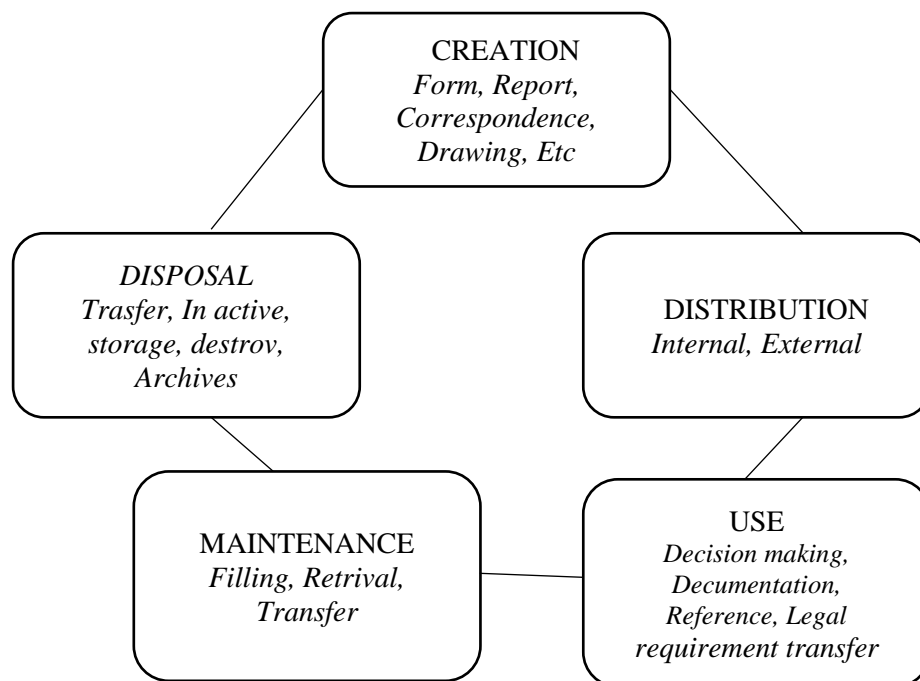 CREATION
Form, Report,
Correspondence,
Drawing, Etc
DISPOSAL
Trasfer, In active,
storage, destrov,
Archives
DISTRIBUTION
Internal, External
MAINTENANCE
Filling, Retrival,
Transfer
USE
Decision making,
Decumentation,
Reference, Legal
requirement transfer